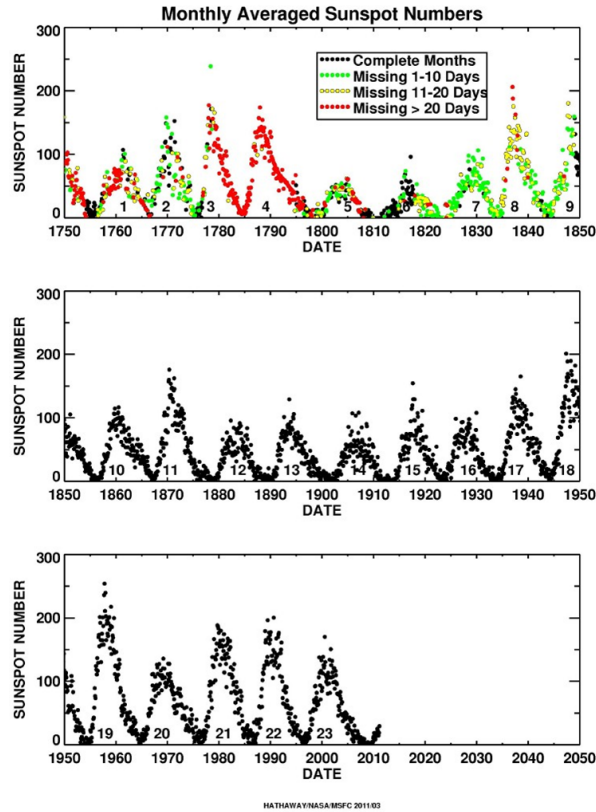 Monthly Averaged Sunspot Numbers
300
200
100
0
SUNSPOT NUMBER
Complete Months
Missing 1-10 Days
Missing 11-20 Days
Missing > 20 Days
1 2 3 4 5 7 8 9
1750 1760 1770 1780 1790 1800 1810 1820 1830 1840 1850
DATE
300
200
100
0
SUNSPOT NUMBER
10 11 12 13 14 15 16 17 18
1850 1860 1870 1880 1890 1900 1910 1920 1930 1940 1950
DATE
300
200
100
0
SUNSPOT NUMBER
19 20 21 22 23
1950 1960 1970 1980 1990 2000 2010 2020 2030 2040 2050
DATE
HATHAWAY/NASA/MSFC 2011/03